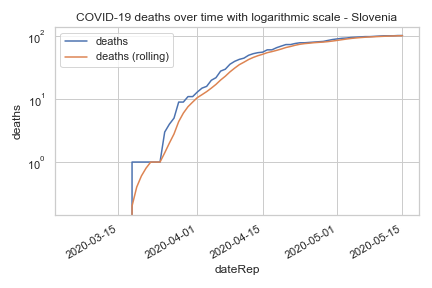 COVID-19 deaths over time with logarithmic scale - Slovenia
deaths
deaths (rolling)
10²
10¹
10⁰
deaths
2020-03-15
2020-04-01
2020-04-15
2020-05-01
2020-05-15
dateRep